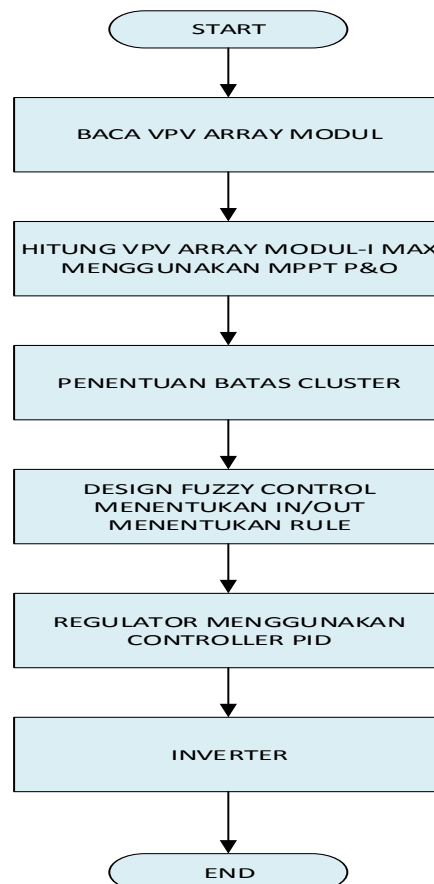 START
BACA VPV ARRAY MODUL
HITUNG VPV ARRAY MODUL-I MAX
MENGGUNAKAN MPPT P&O
PENENTUAN BATAS CLUSTER
DESIGN FUZZY CONTROL
MENENTUKAN IN/OUT
MENENTUKAN RULE
REGULATOR MENGGUNAKAN
CONTROLLER PID
INVERTER
END